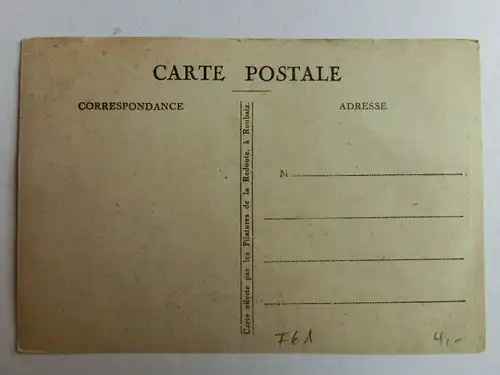 CARTE POSTALE
CORRESPONDANCE
ADRESSE
Carte offerte par les Filatures de la Redoute, à Roubaix.
M
F61
4,-